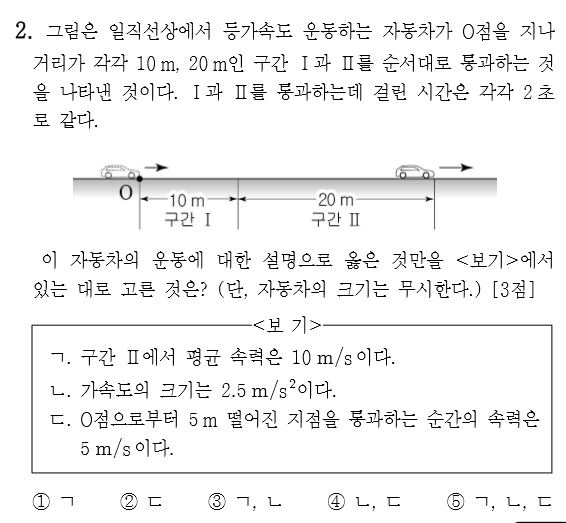 2. 그림은 일직선상에서 등가속도 운동하는 자동차가 O점을 지나
거리가 각각 10 m, 20 m인 구간 Ⅰ과 Ⅱ를 순서대로 통과하는 것
을 나타낸 것이다. Ⅰ과 Ⅱ를 통과하는데 걸린 시간은 각각 2초
로 같다.
O
10 m
구간 Ⅰ
20 m
구간 Ⅱ
이 자동차의 운동에 대한 설명으로 옳은 것만을 <보기>에서
있는 대로 고른 것은? (단, 자동차의 크기는 무시한다.) [3점]
<보 기>
ㄱ. 구간 Ⅱ에서 평균 속력은 10 m/s이다.
ㄴ. 가속도의 크기는 2.5 m/s²이다.
ㄷ. O점으로부터 5 m 떨어진 지점을 통과하는 순간의 속력은
5 m/s이다.
① ㄱ ② ㄷ ③ ㄱ, ㄴ ④ ㄴ, ㄷ ⑤ ㄱ, ㄴ, ㄷ